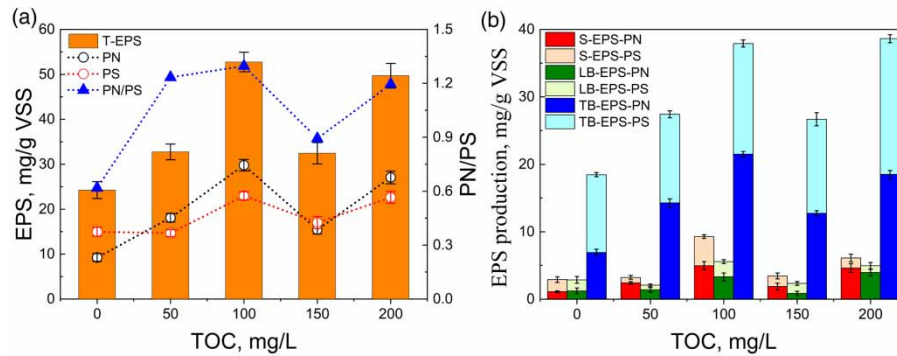 (a)
60
50
40
30
20
10
0
EPS, mg/g VSS
T-EPS
PN
PS
PN/PS
1.5
1.2
0.9
0.6
0.3
0.0
PN/PS
0 50 100 150 200
TOC, mg/L
(b)
40
30
20
10
0
EPS production, mg/g VSS
S-EPS-PN
S-EPS-PS
LB-EPS-PN
LB-EPS-PS
TB-EPS-PN
TB-EPS-PS
0 50 100 150 200
TOC, mg/L